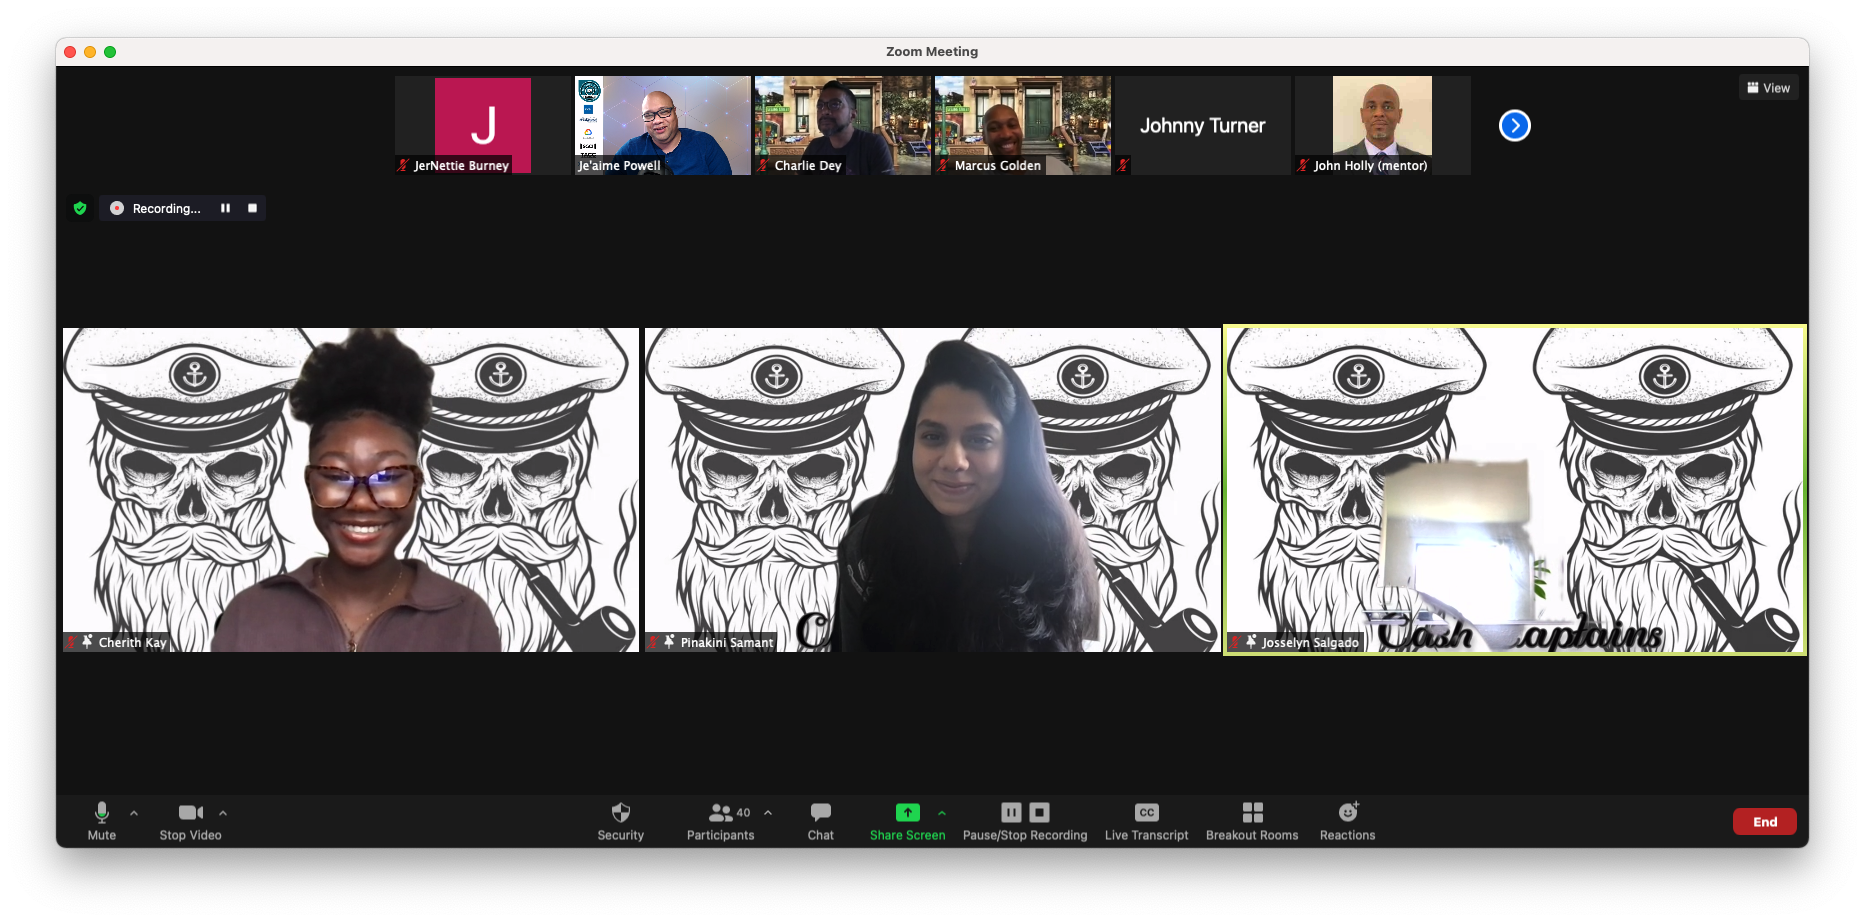 Zoom Meeting
View
J
JerNettie Burney
Je'aime Powell
Charlie Dey
Marcus Golden
Johnny Turner
John Holly (mentor)
Recording...
Cherith Kay
C
Pinakini Samant
Cash Captains
Josselyn Salgado
Mute
Stop Video
Security
40
Participants
Chat
Share Screen
Pause/Stop Recording
CC
Live Transcript
Breakout Rooms
Reactions
End